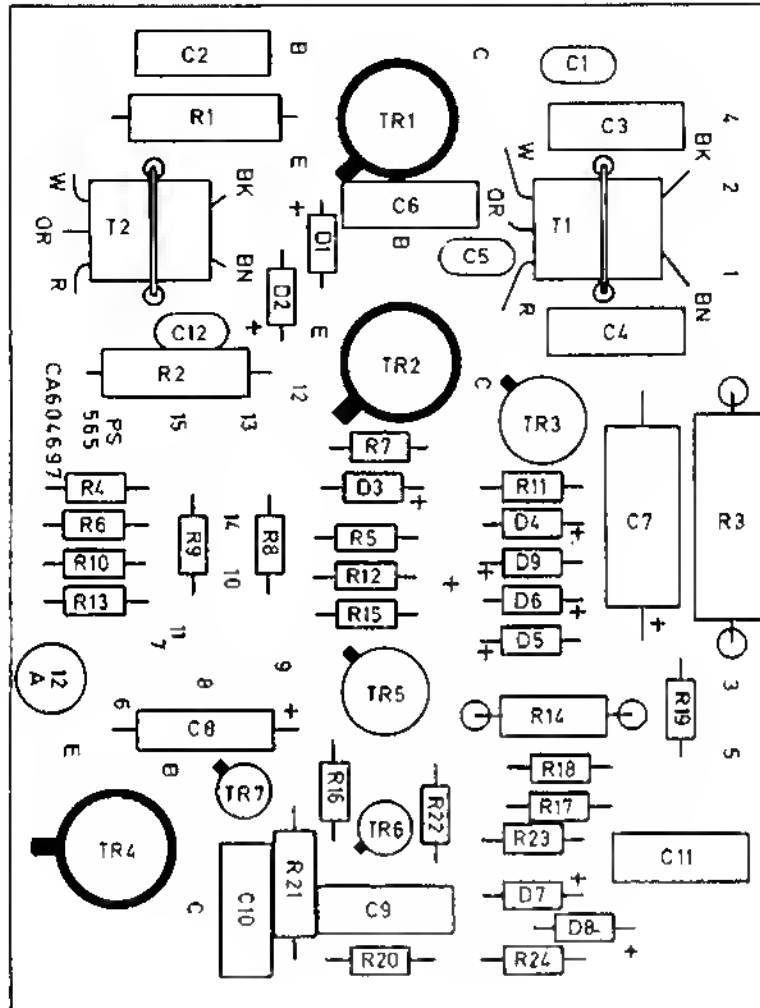 C2
B
C
C1
R1
TR1
C3
4
BK
E
W
W
BK
+
C6
OR
2
OR
T2
D1
B
T1
C5
1
R
BN
D2
R
BN
C12
+
E
C4
R2
TR2
C
12
TR3
CA604697
PS
565
15
13
R7
R4
D3
+
R11
C7
R3
R6
R9
14
R8
R5
D4
+
R10
10
R12
+
+
D9
R13
R15
D6
+
11
7
+
D5
+
12
A
8
9
TR5
3
R19
6
C8
+
R14
E
B
5
TR7
R16
R22
R18
R17
TR6
R23
TR4
R21
C11
C
C10
C9
D7
+
D8
+
R20
R24